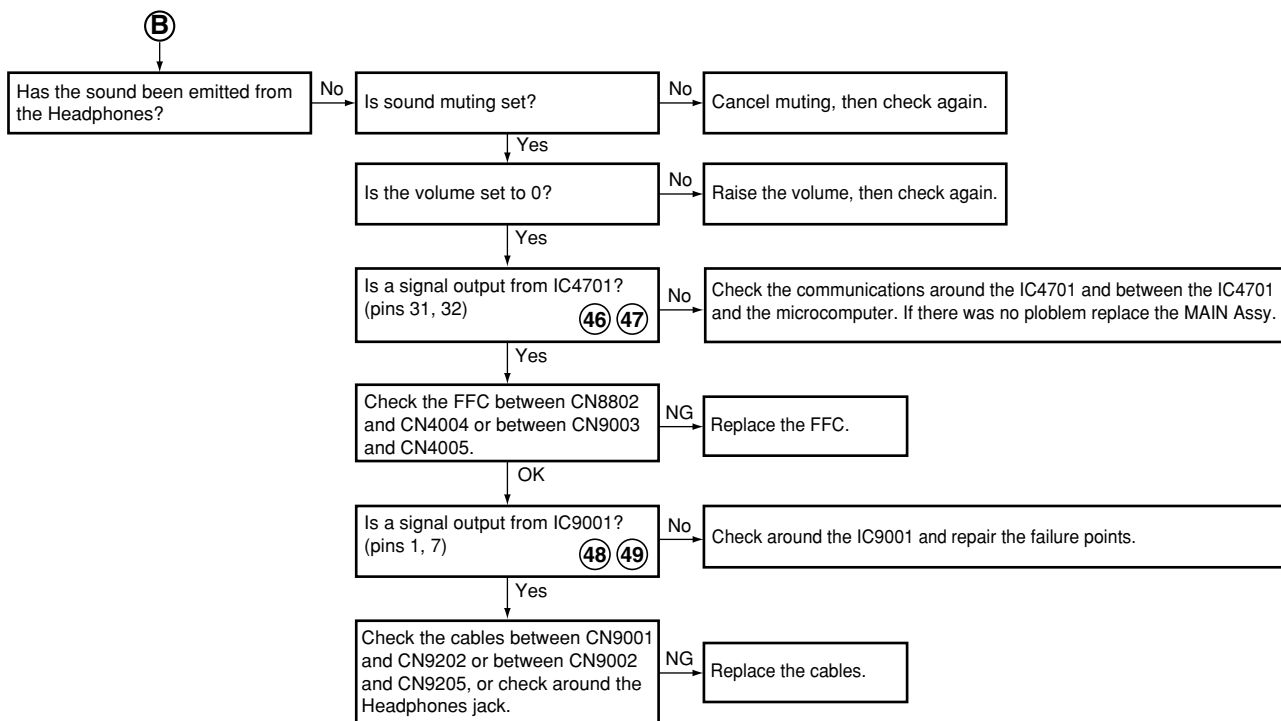 B
Has the sound been emitted from
the Headphones?
No
Is sound muting set?
No
Cancel muting, then check again.
Yes
Is the volume set to 0?
No
Raise the volume, then check again.
Yes
Is a signal output from IC4701?
(pins 31, 32)
46 47
No
Check the communications around the IC4701 and between the IC4701
and the microcomputer. If there was no ploblem replace the MAIN Assy.
Yes
Check the FFC between CN8802
and CN4004 or between CN9003
and CN4005.
NG
Replace the FFC.
OK
Is a signal output from IC9001?
(pins 1, 7)
48 49
No
Check around the IC9001 and repair the failure points.
Yes
Check the cables between CN9001
and CN9202 or between CN9002
and CN9205, or check around the
Headphones jack.
NG
Replace the cables.